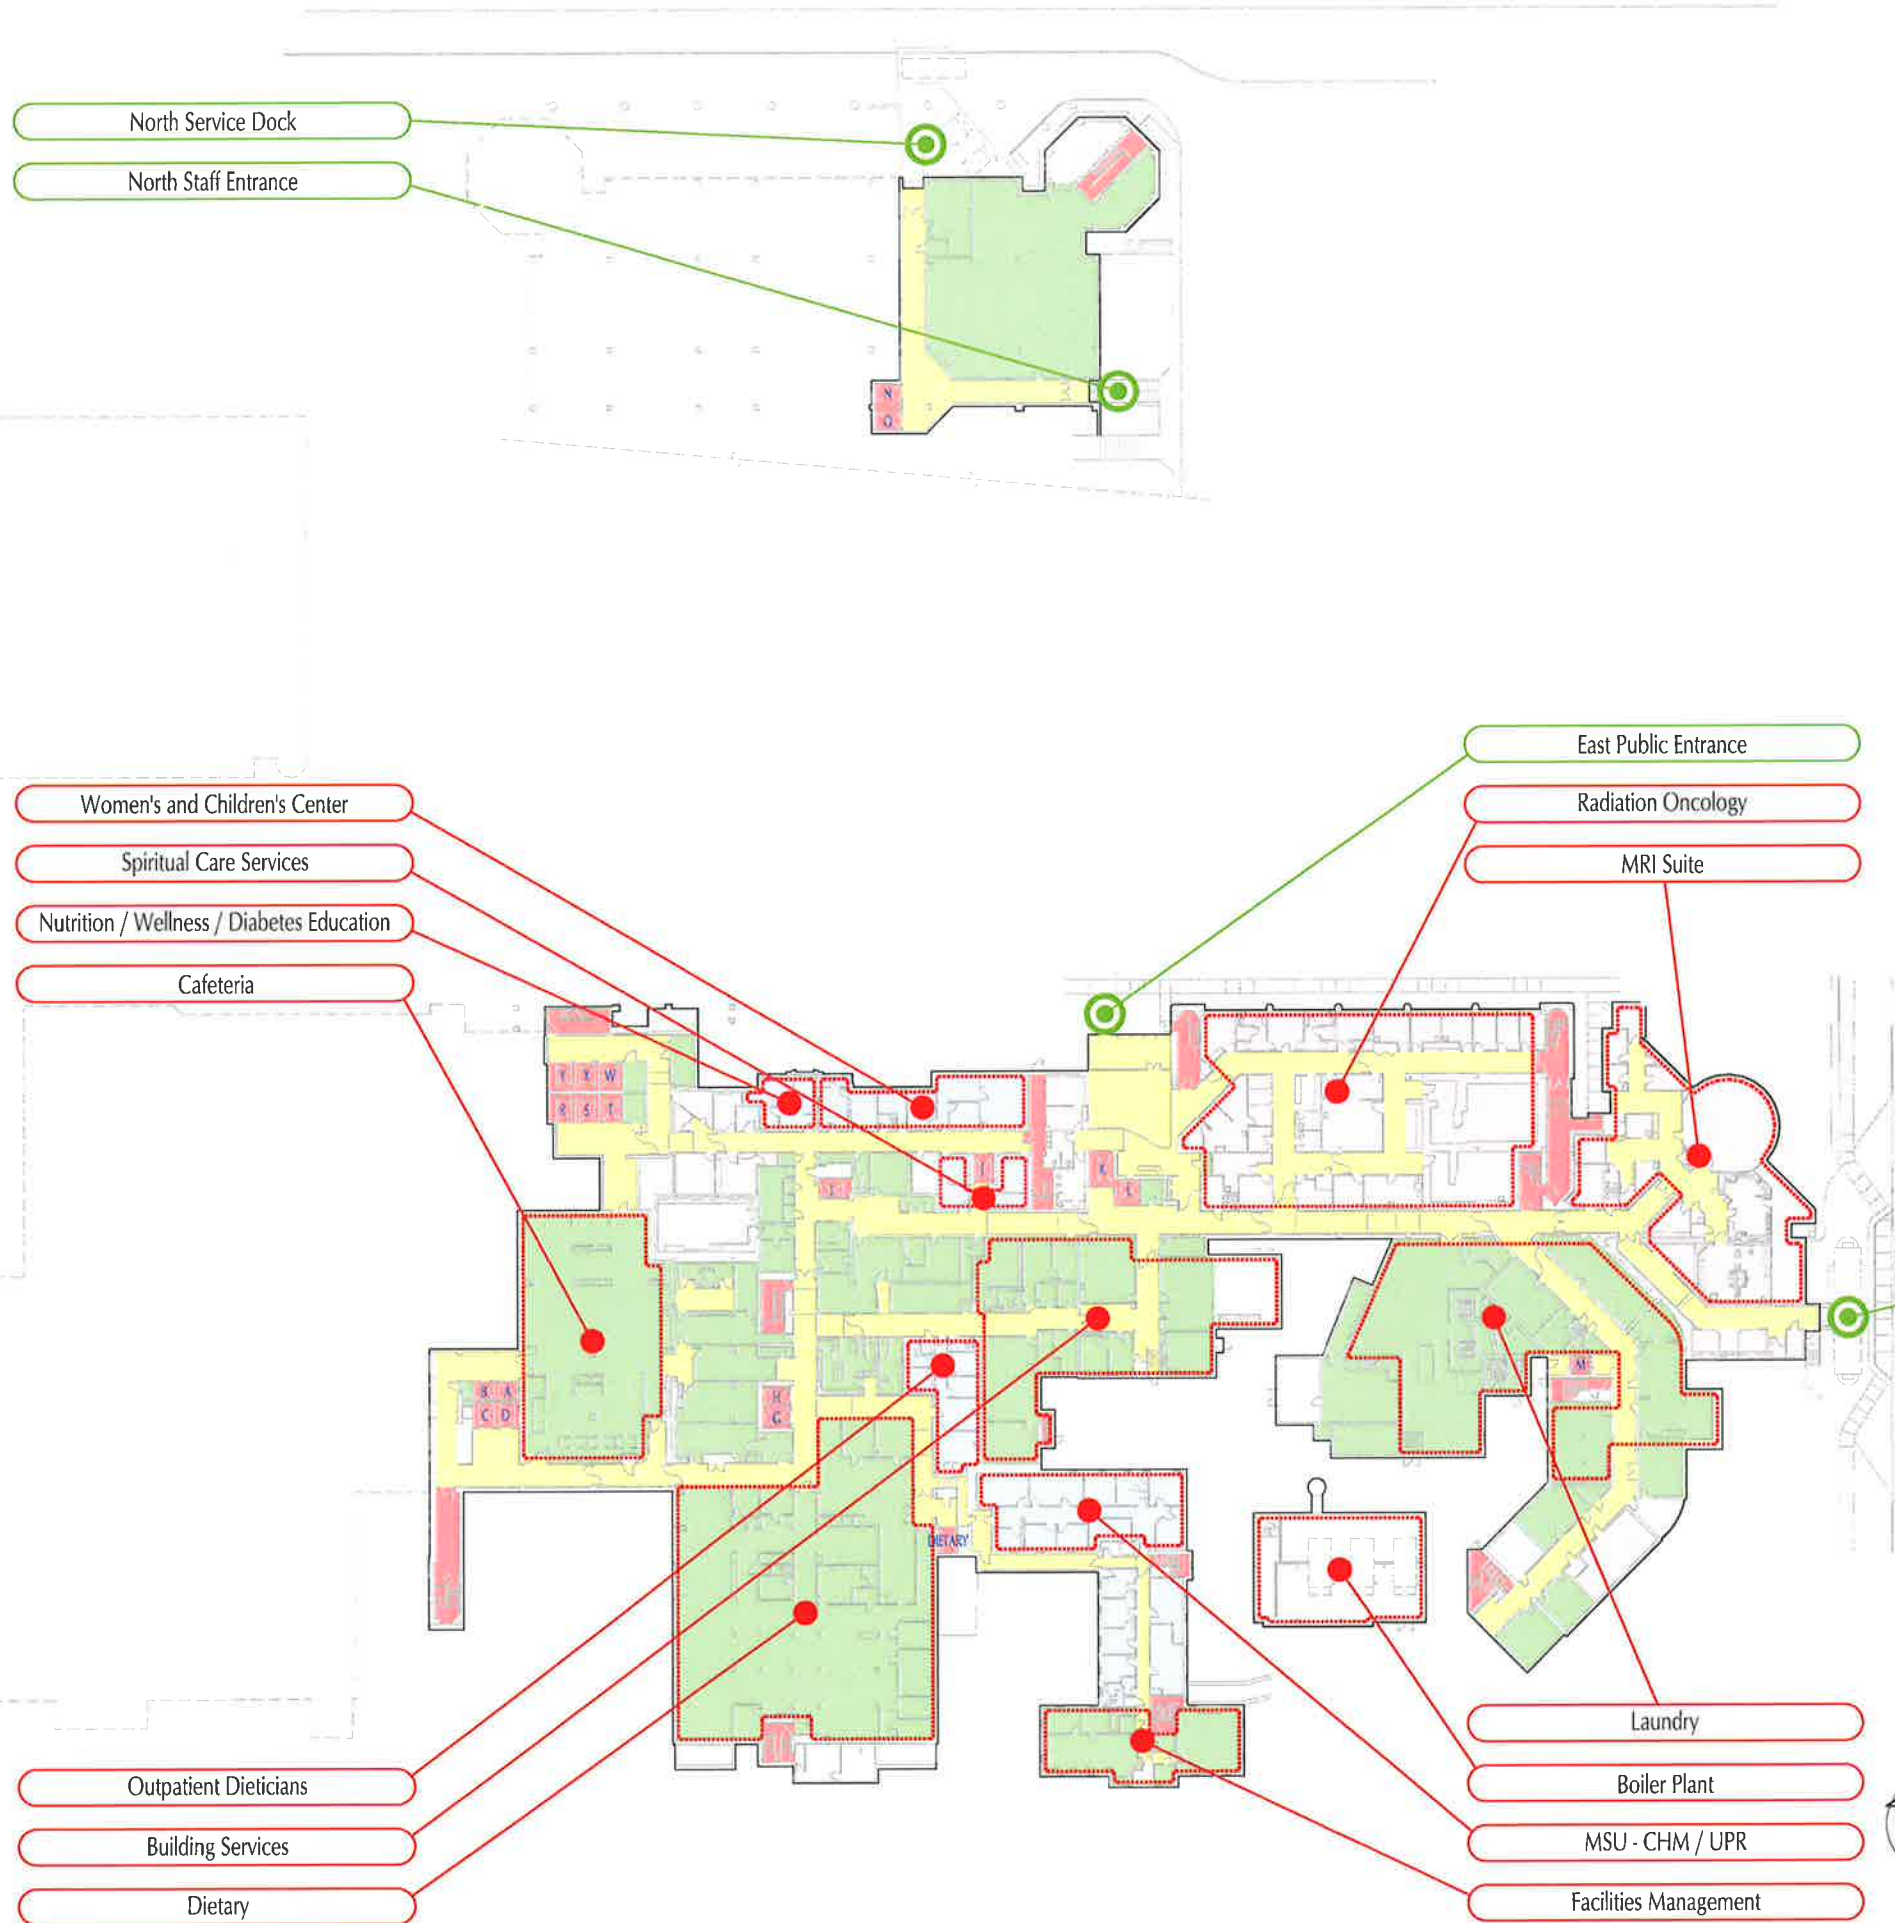 North Service Dock
North Staff Entrance
N
O
East Public Entrance
Women's and Children's Center
Radiation Oncology
Spiritual Care Services
MRI Suite
Nutrition / Wellness / Diabetes Education
Cafeteria
Y X W
R S T
I
J
K
L
M
B A
C D
H
G
DIETARY
Laundry
Outpatient Dieticians
Boiler Plant
Building Services
MSU - CHM / UPR
Dietary
Facilities Management